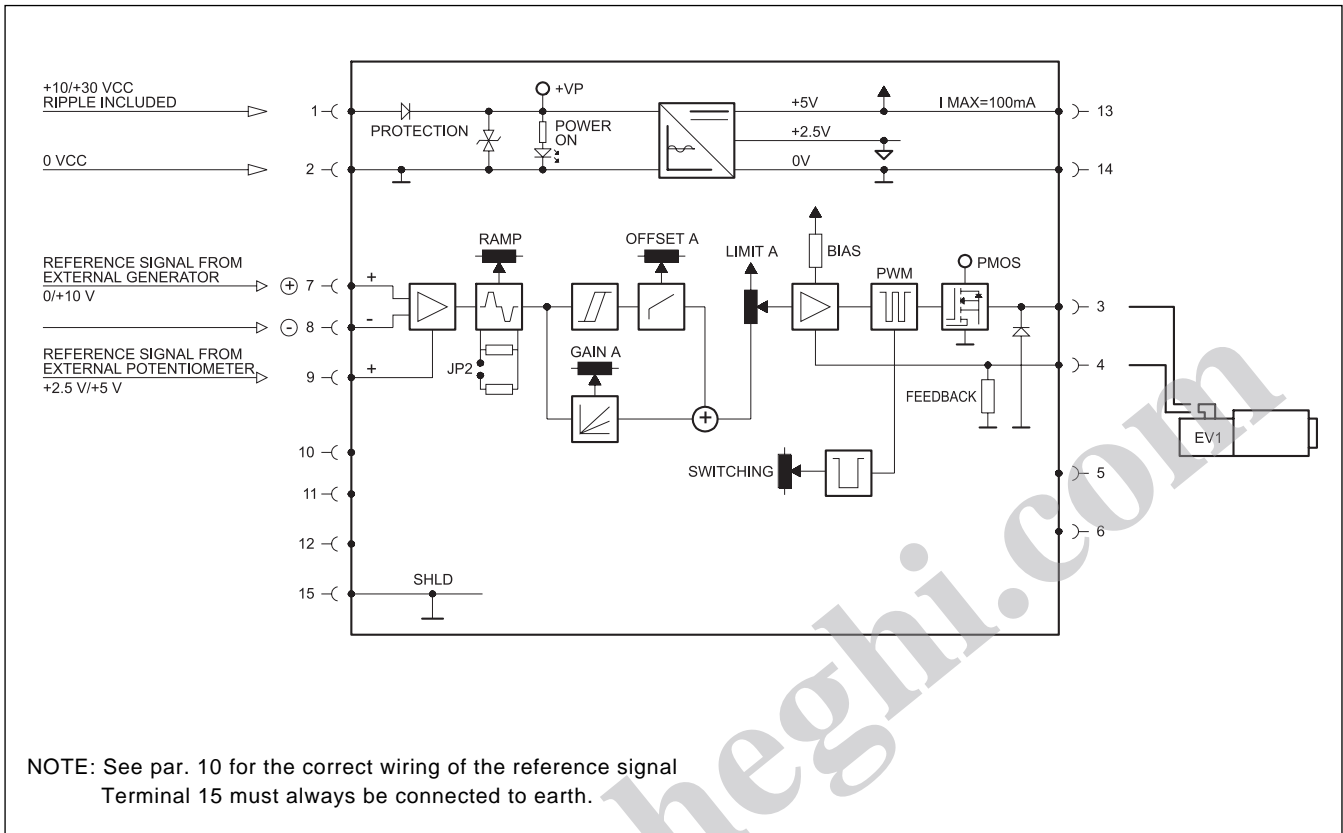 +10/+30 VCC
RIPPLE INCLUDED
1
PROTECTION
+VP
POWER
ON
+5V
I MAX=100mA
13
+2.5V
0 VCC
2
0V
14
REFERENCE SIGNAL FROM
EXTERNAL GENERATOR
0/+10 V
+ 7
+
- 8
-
REFERENCE SIGNAL FROM
EXTERNAL POTENTIOMETER
+2.5 V/+5 V
9
+
RAMP
JP2
OFFSET A
GAIN A
+
LIMIT A
BIAS
PWM
PMOS
3
4
FEEDBACK
EV1
SWITCHING
5
6
10
11
12
15
SHLD
NOTE: See par. 10 for the correct wiring of the reference signal
Terminal 15 must always be connected to earth.
heghi.com